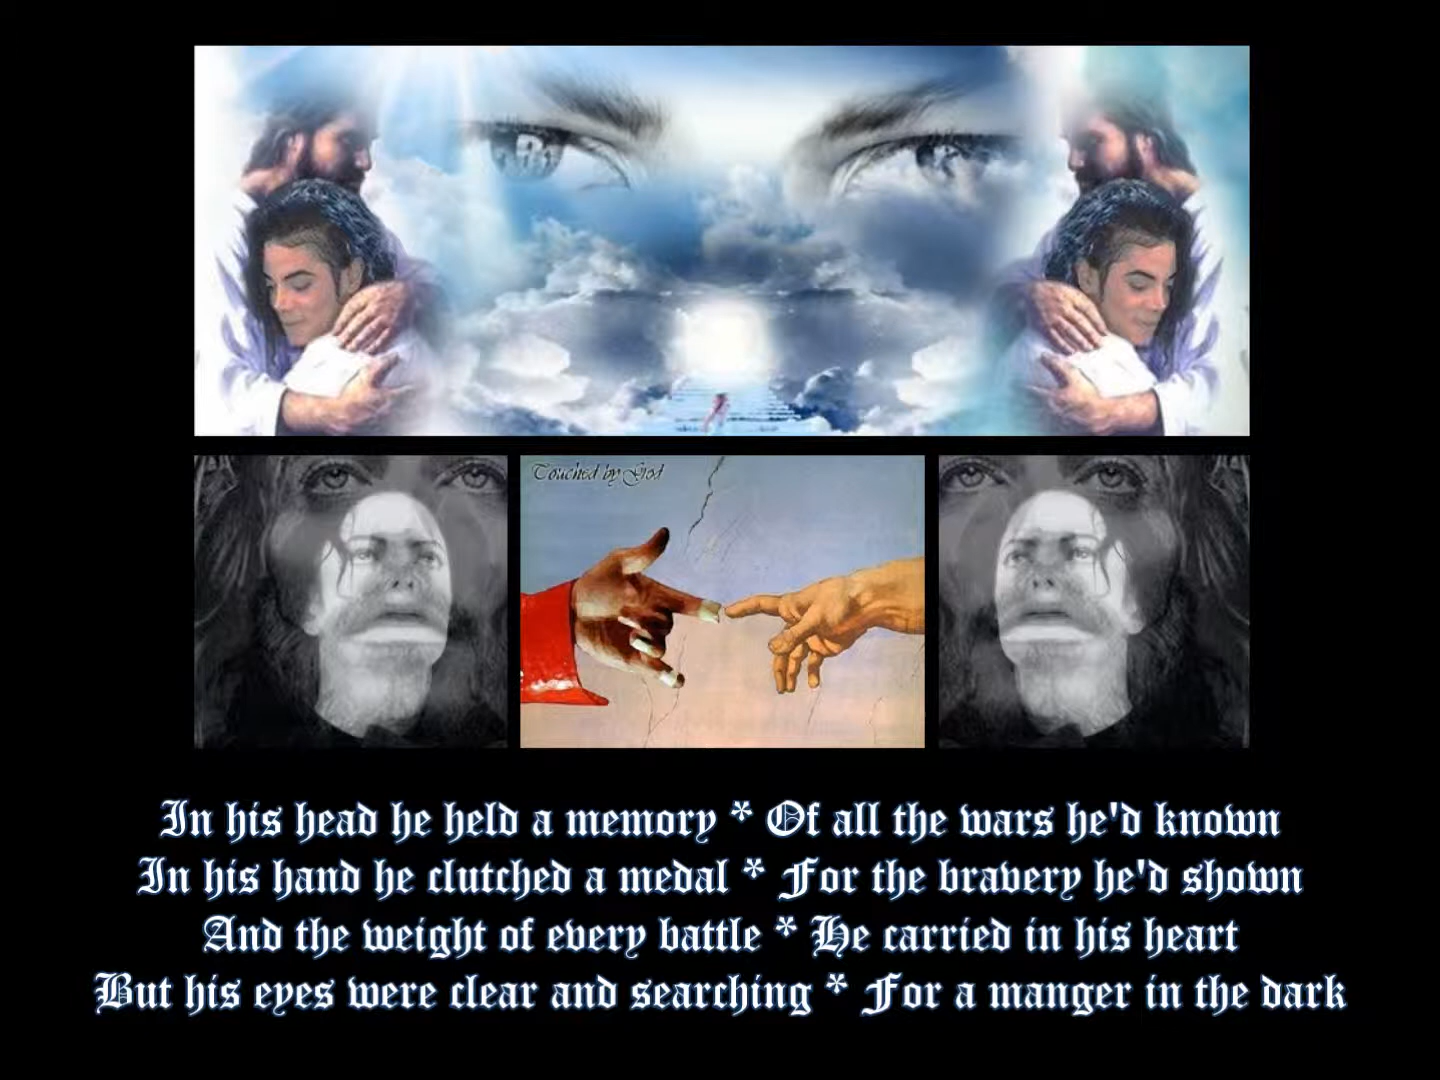 Touched by God
In his head he held a memory * Of all the wars he'd known
In his hand he clutched a medal * For the bravery he'd shown
And the weight of every battle * He carried in his heart
But his eyes were clear and searching * For a manger in the dark